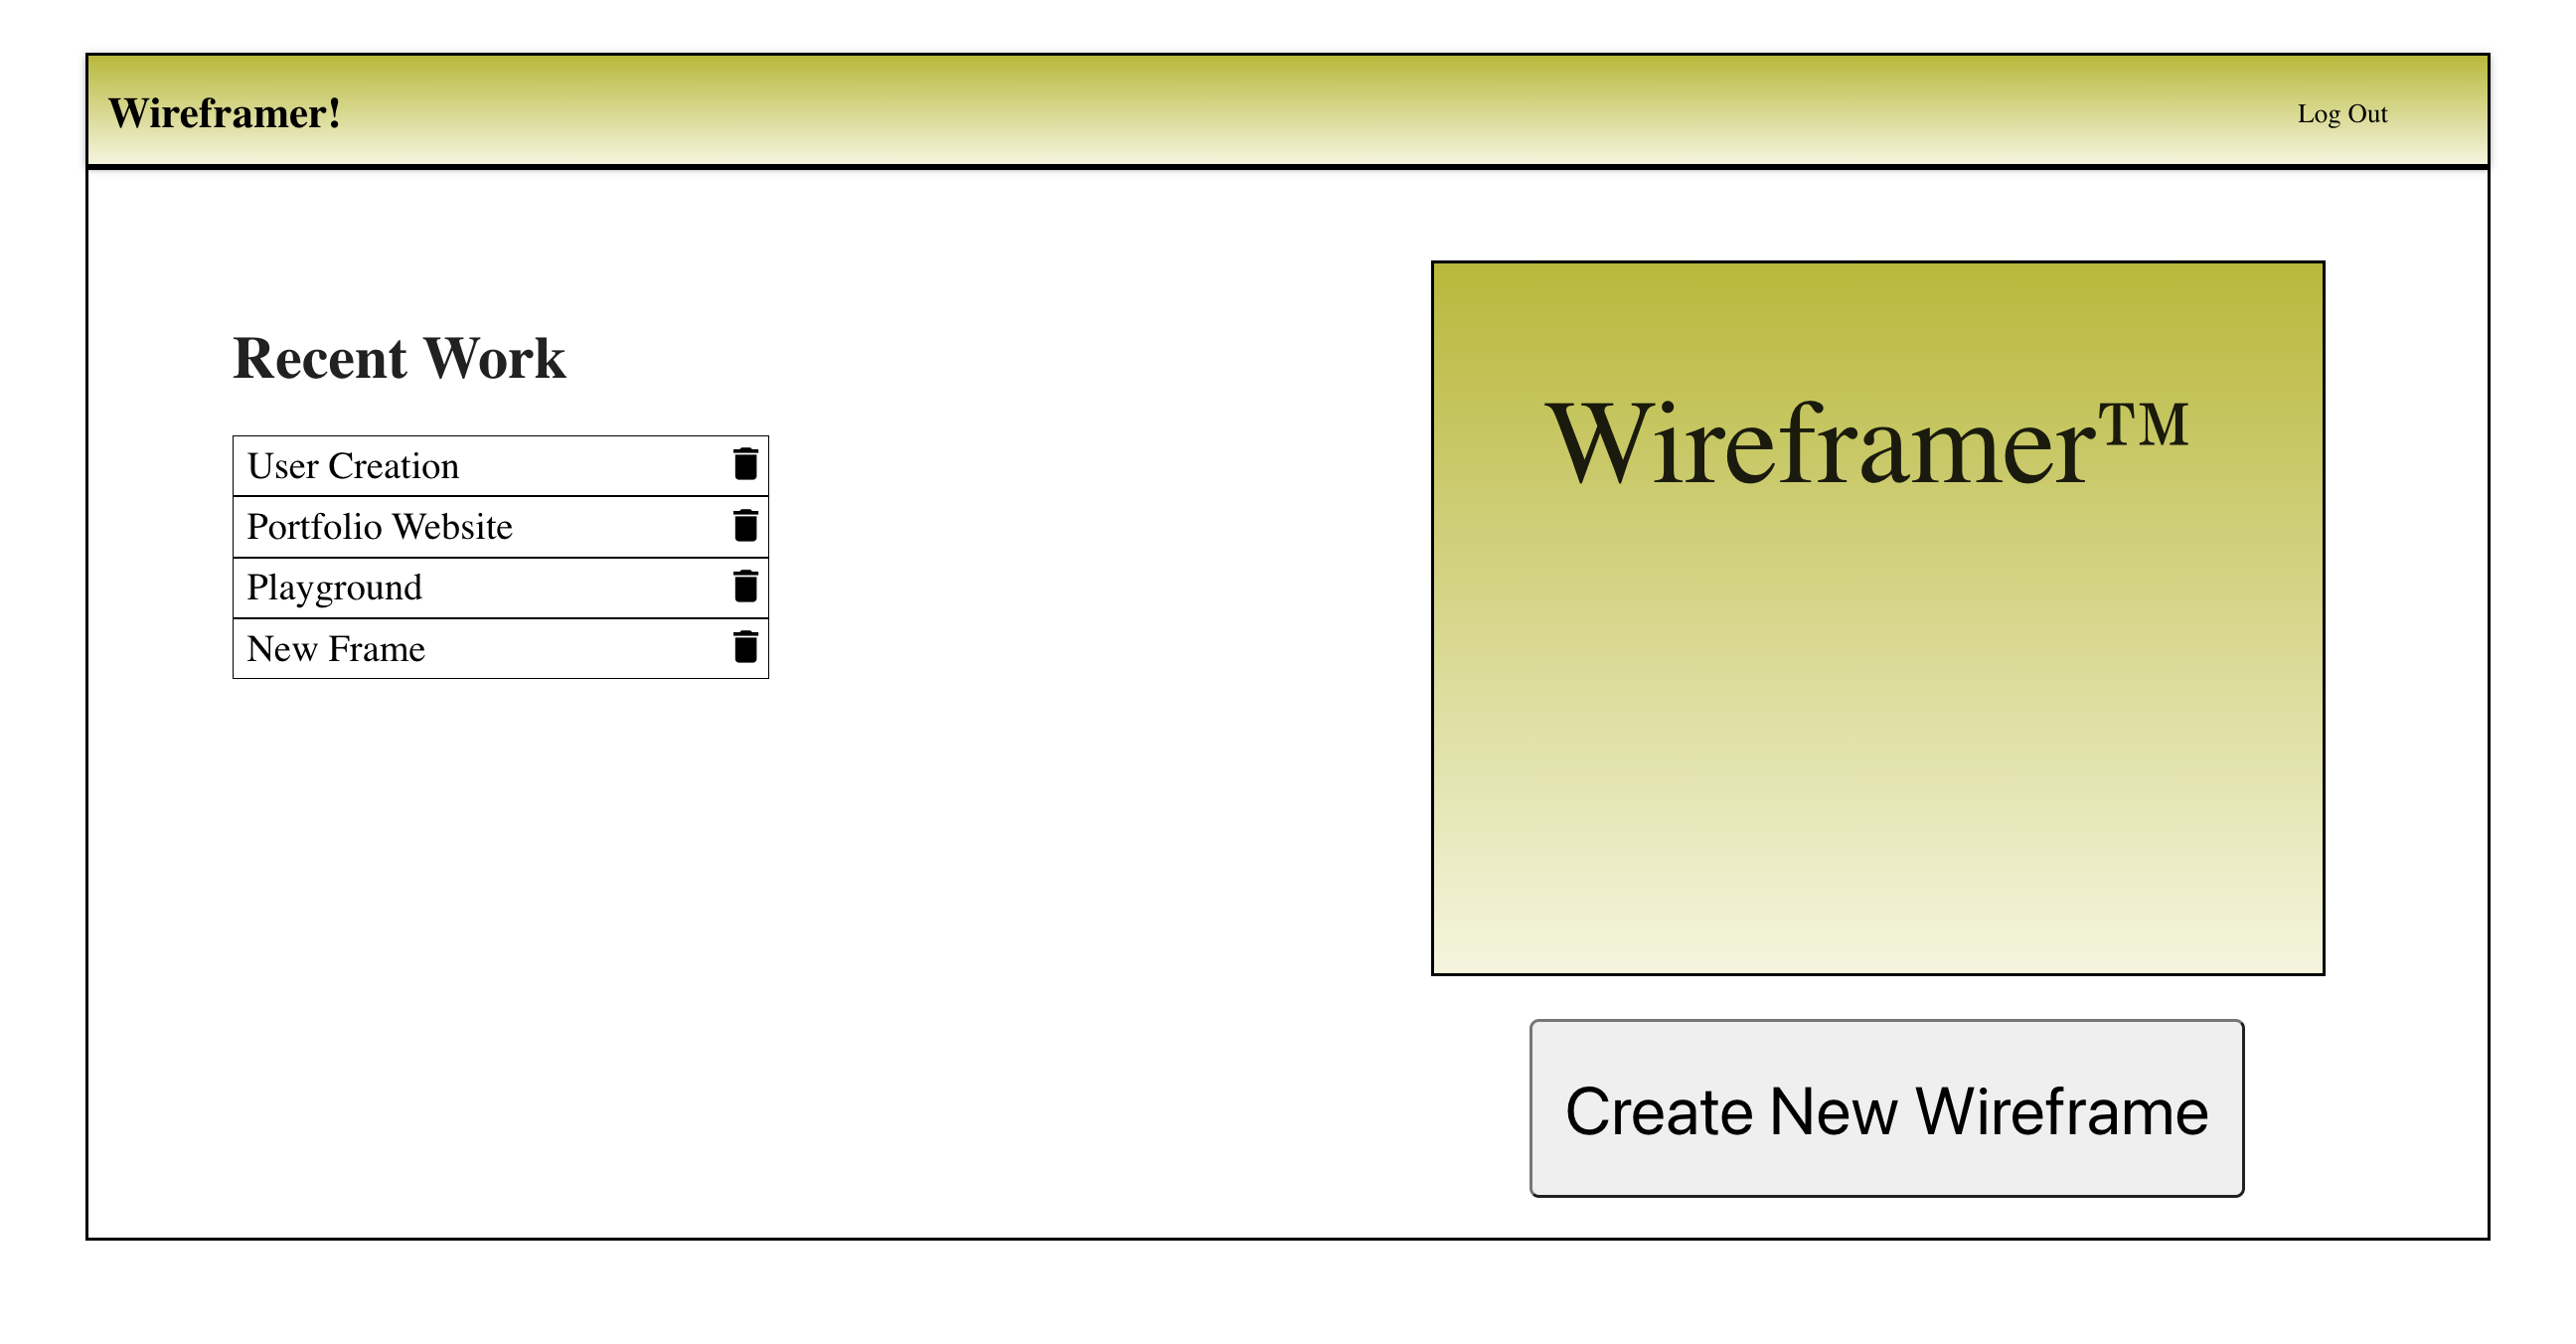 Wireframer!
Log Out
Recent Work
User Creation
Portfolio Website
Playground
New Frame
Wireframer™
Create New Wireframe